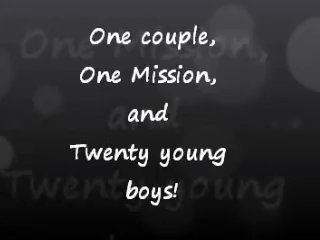 One couple,
One Mission,
and
Twenty young
boys!